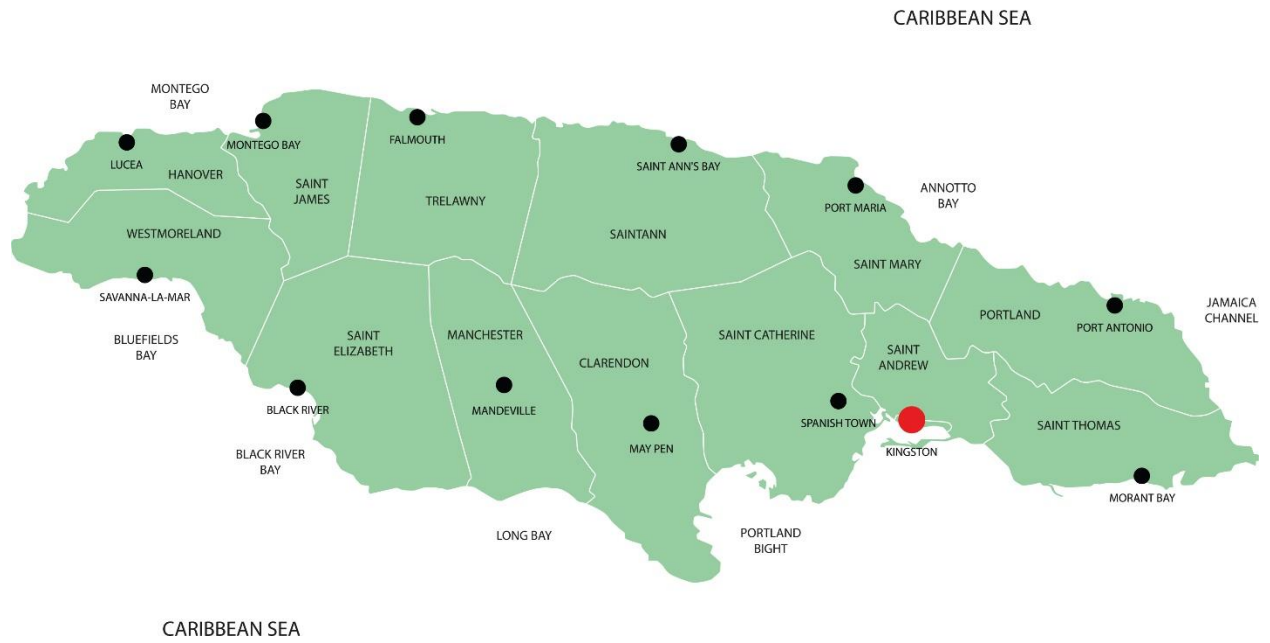 CARIBBEAN SEA
MONTEGO
BAY
MONTEGO BAY
FALMOUTH
LUCEA
HANOVER
SAINT
JAMES
TRELAWNY
SAINT ANN'S BAY
SAINTANN
PORT MARIA
ANNOTTO
BAY
WESTMORELAND
SAINT MARY
SAVANNA-LA-MAR
BLUEFIELDS
BAY
SAINT
ELIZABETH
MANCHESTER
CLARENDON
SAINT CATHERINE
SAINT
ANDREW
PORTLAND
PORT ANTONIO
JAMAICA
CHANNEL
BLACK RIVER
MANDEVILLE
MAY PEN
SPANISH TOWN
KINGSTON
SAINT THOMAS
BLACK RIVER
BAY
MORANT BAY
LONG BAY
PORTLAND
BIGHT
CARIBBEAN SEA